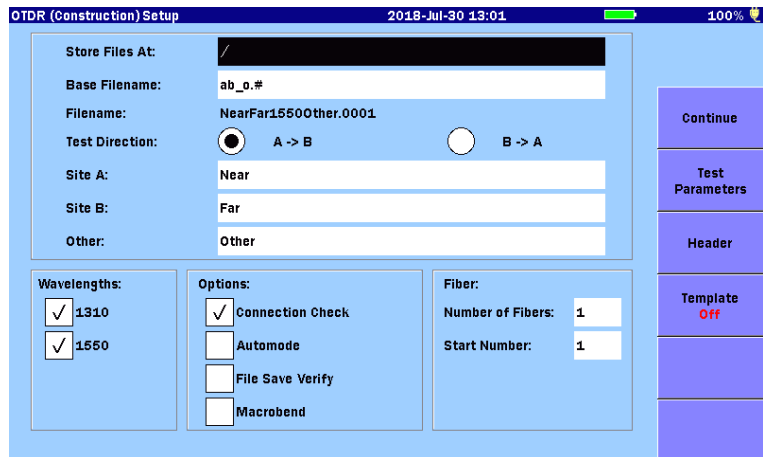 OTDR (Construction) Setup 2018-Jul-30 13:01 100%
Store Files At: /
Base Filename: ab_o.#
Filename: NearFar1550Other.0001
Test Direction: A -> B B -> A
Site A: Near
Site B: Far
Other: Other
Wavelengths:
1310
1550
Options:
Connection Check
Automode
File Save Verify
Macrobend
Fiber:
Number of Fibers: 1
Start Number: 1
Continue
Test
Parameters
Header
Template
Off